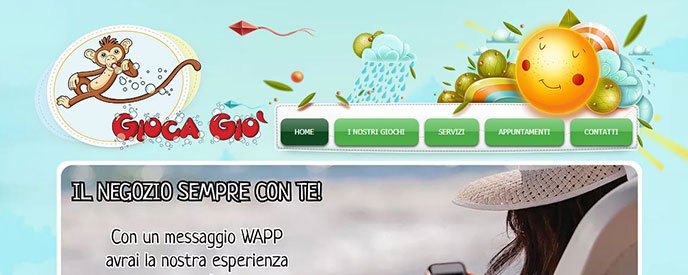 GIOCA GIO'
HOME I NOSTRI GIOCHI SERVIZI APPUNTAMENTI CONTATTI
IL NEGOZIO SEMPRE CON TE!
Con un messaggio WAPP
avrai la nostra esperienza